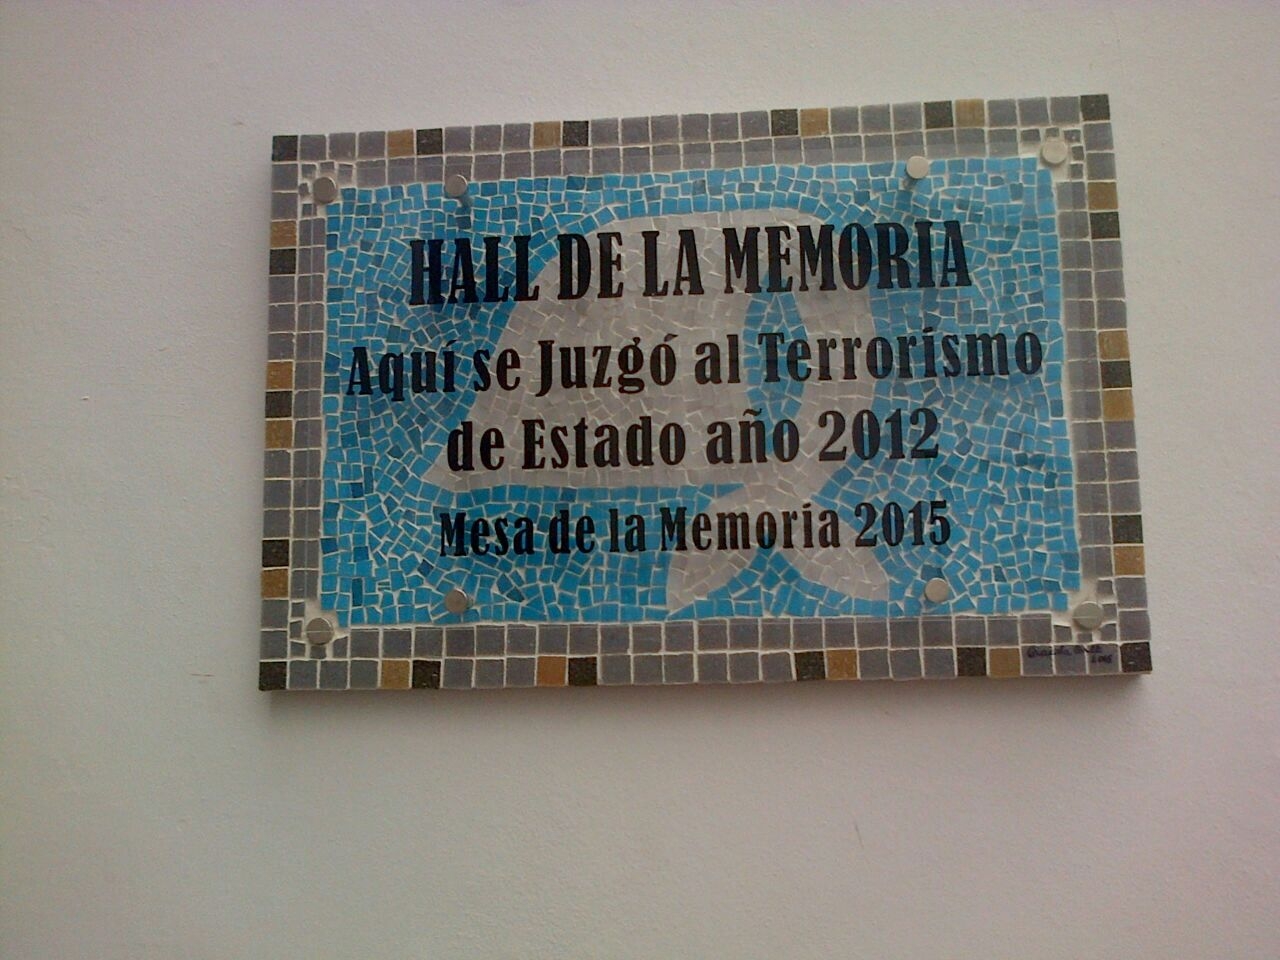 HALL DE LA MEMORIA
Aquí se Juzgó al Terrorismo
de Estado año 2012
Mesa de la Memoria 2015